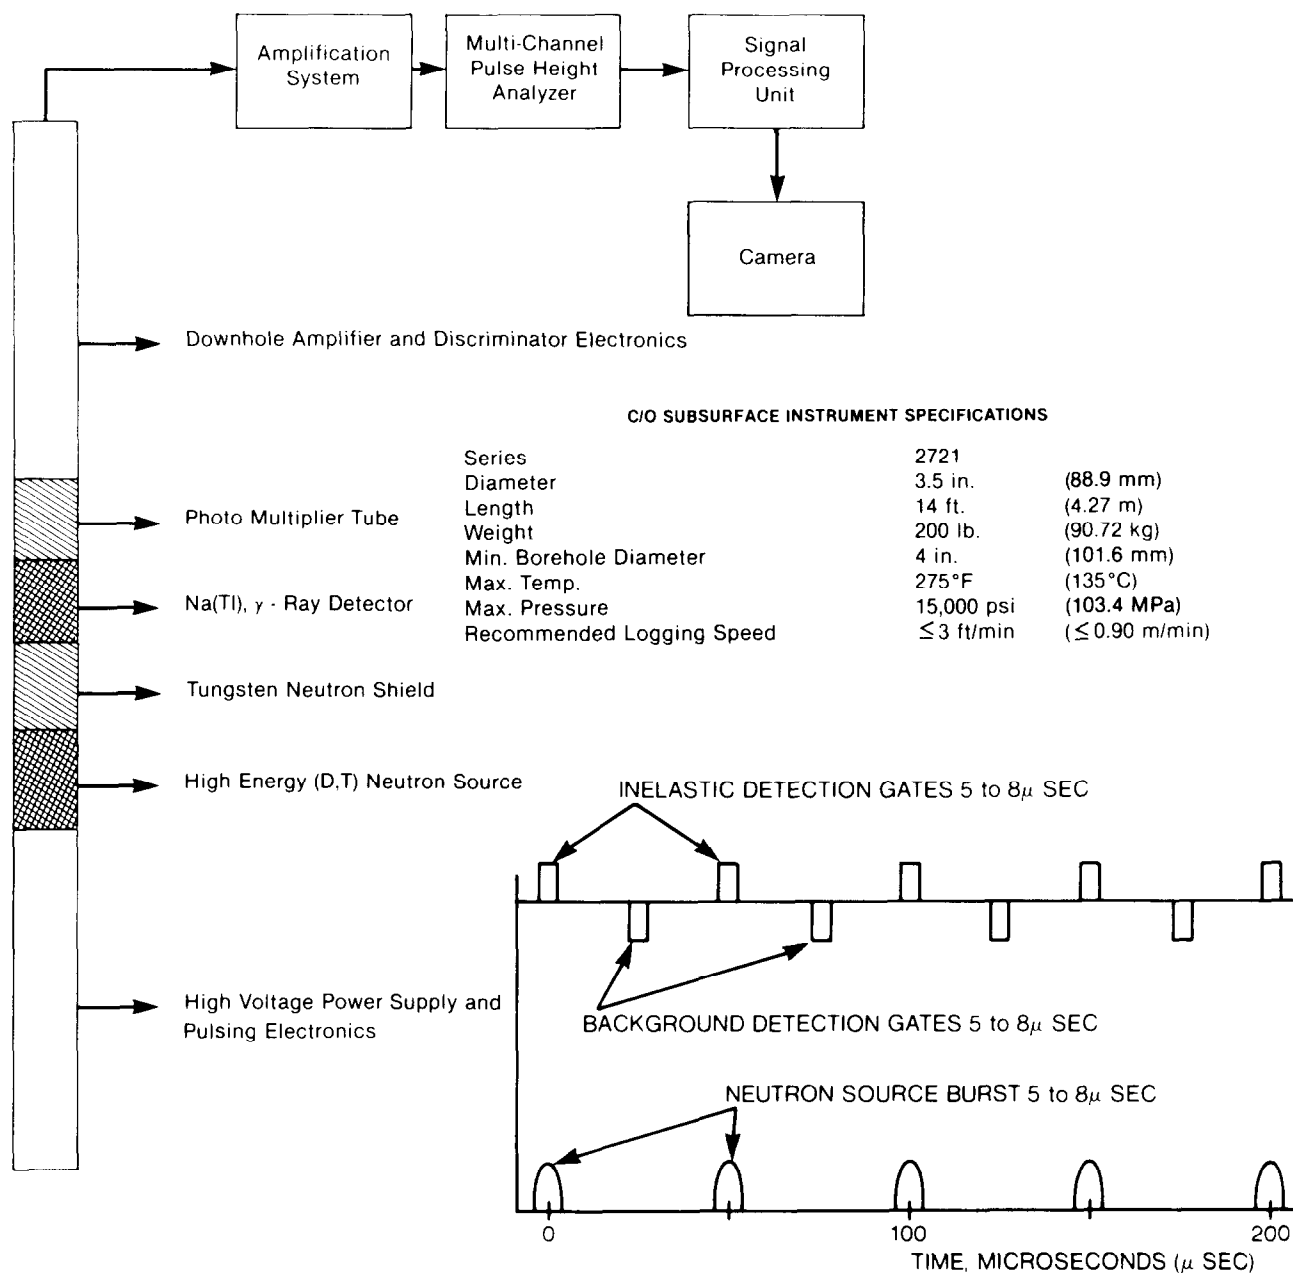 Amplification
System
Multi-Channel
Pulse Height
Analyzer
Signal
Processing
Unit
Camera
Downhole Amplifier and Discriminator Electronics
C/O SUBSURFACE INSTRUMENT SPECIFICATIONS
Series 2721
Diameter 3.5 in. (88.9 mm)
Length 14 ft. (4.27 m)
Weight 200 lb. (90.72 kg)
Min. Borehole Diameter 4 in. (101.6 mm)
Max. Temp. 275°F (135°C)
Max. Pressure 15,000 psi (103.4 MPa)
Recommended Logging Speed ≤3 ft/min (≤0.90 m/min)
Photo Multiplier Tube
Na(Tl), γ - Ray Detector
Tungsten Neutron Shield
High Energy (D,T) Neutron Source
High Voltage Power Supply and
Pulsing Electronics
INELASTIC DETECTION GATES 5 to 8μ SEC
BACKGROUND DETECTION GATES 5 to 8μ SEC
NEUTRON SOURCE BURST 5 to 8μ SEC
0 100 200
TIME, MICROSECONDS (μ SEC)